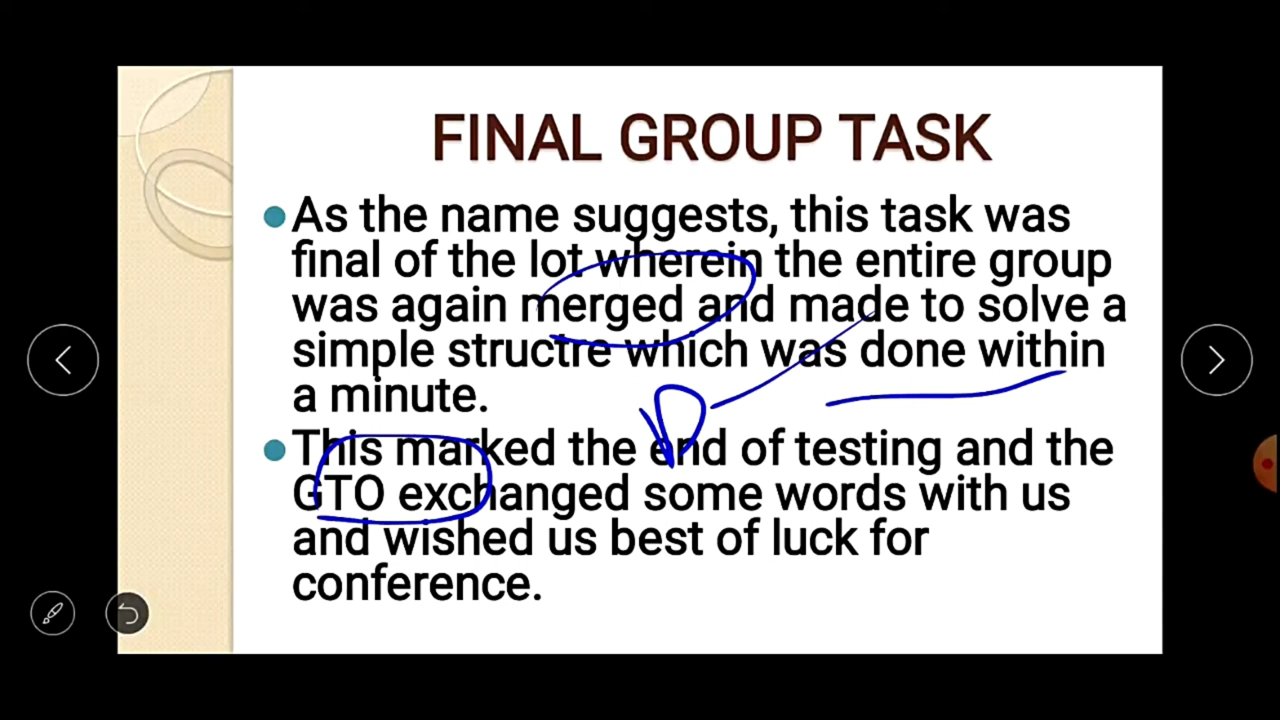 FINAL GROUP TASK
As the name suggests, this task was
final of the lot wherein the entire group
was again merged and made to solve a
simple structre which was done within
a minute.
This marked the end of testing and the
GTO exchanged some words with us
and wished us best of luck for
conference.